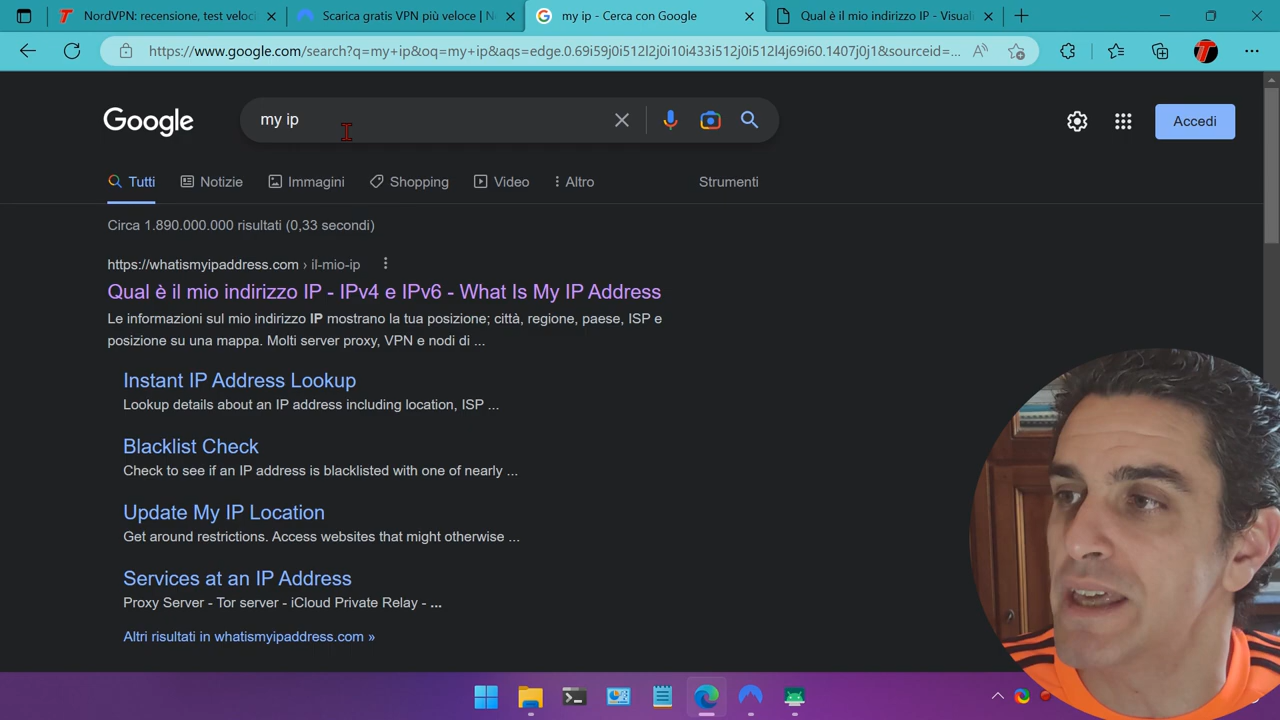 NordVPN: recensione, test veloci
Scarica gratis VPN più veloce | N
my ip - Cerca con Google
Qual è il mio indirizzo IP - Visuali
https://www.google.com/search?q=my+ip&oq=my+ip&aqs=edge.0.69i59j0i512l2j0i10i433i512j0i512l4j69i60.1407j0j1&sourceid=...
Google
my ip
Accedi
Tutti
Notizie
Immagini
Shopping
Video
Altro
Strumenti
Circa 1.890.000.000 risultati (0,33 secondi)
https://whatismyipaddress.com › il-mio-ip
Qual è il mio indirizzo IP - IPv4 e IPv6 - What Is My IP Address
Le informazioni sul mio indirizzo IP mostrano la tua posizione; città, regione, paese, ISP e
posizione su una mappa. Molti server proxy, VPN e nodi di ...
Instant IP Address Lookup
Lookup details about an IP address including location, ISP ...
Blacklist Check
Check to see if an IP address is blacklisted with one of nearly ...
Update My IP Location
Get around restrictions. Access websites that might otherwise ...
Services at an IP Address
Proxy Server - Tor server - iCloud Private Relay - ...
Altri risultati in whatismyipaddress.com »